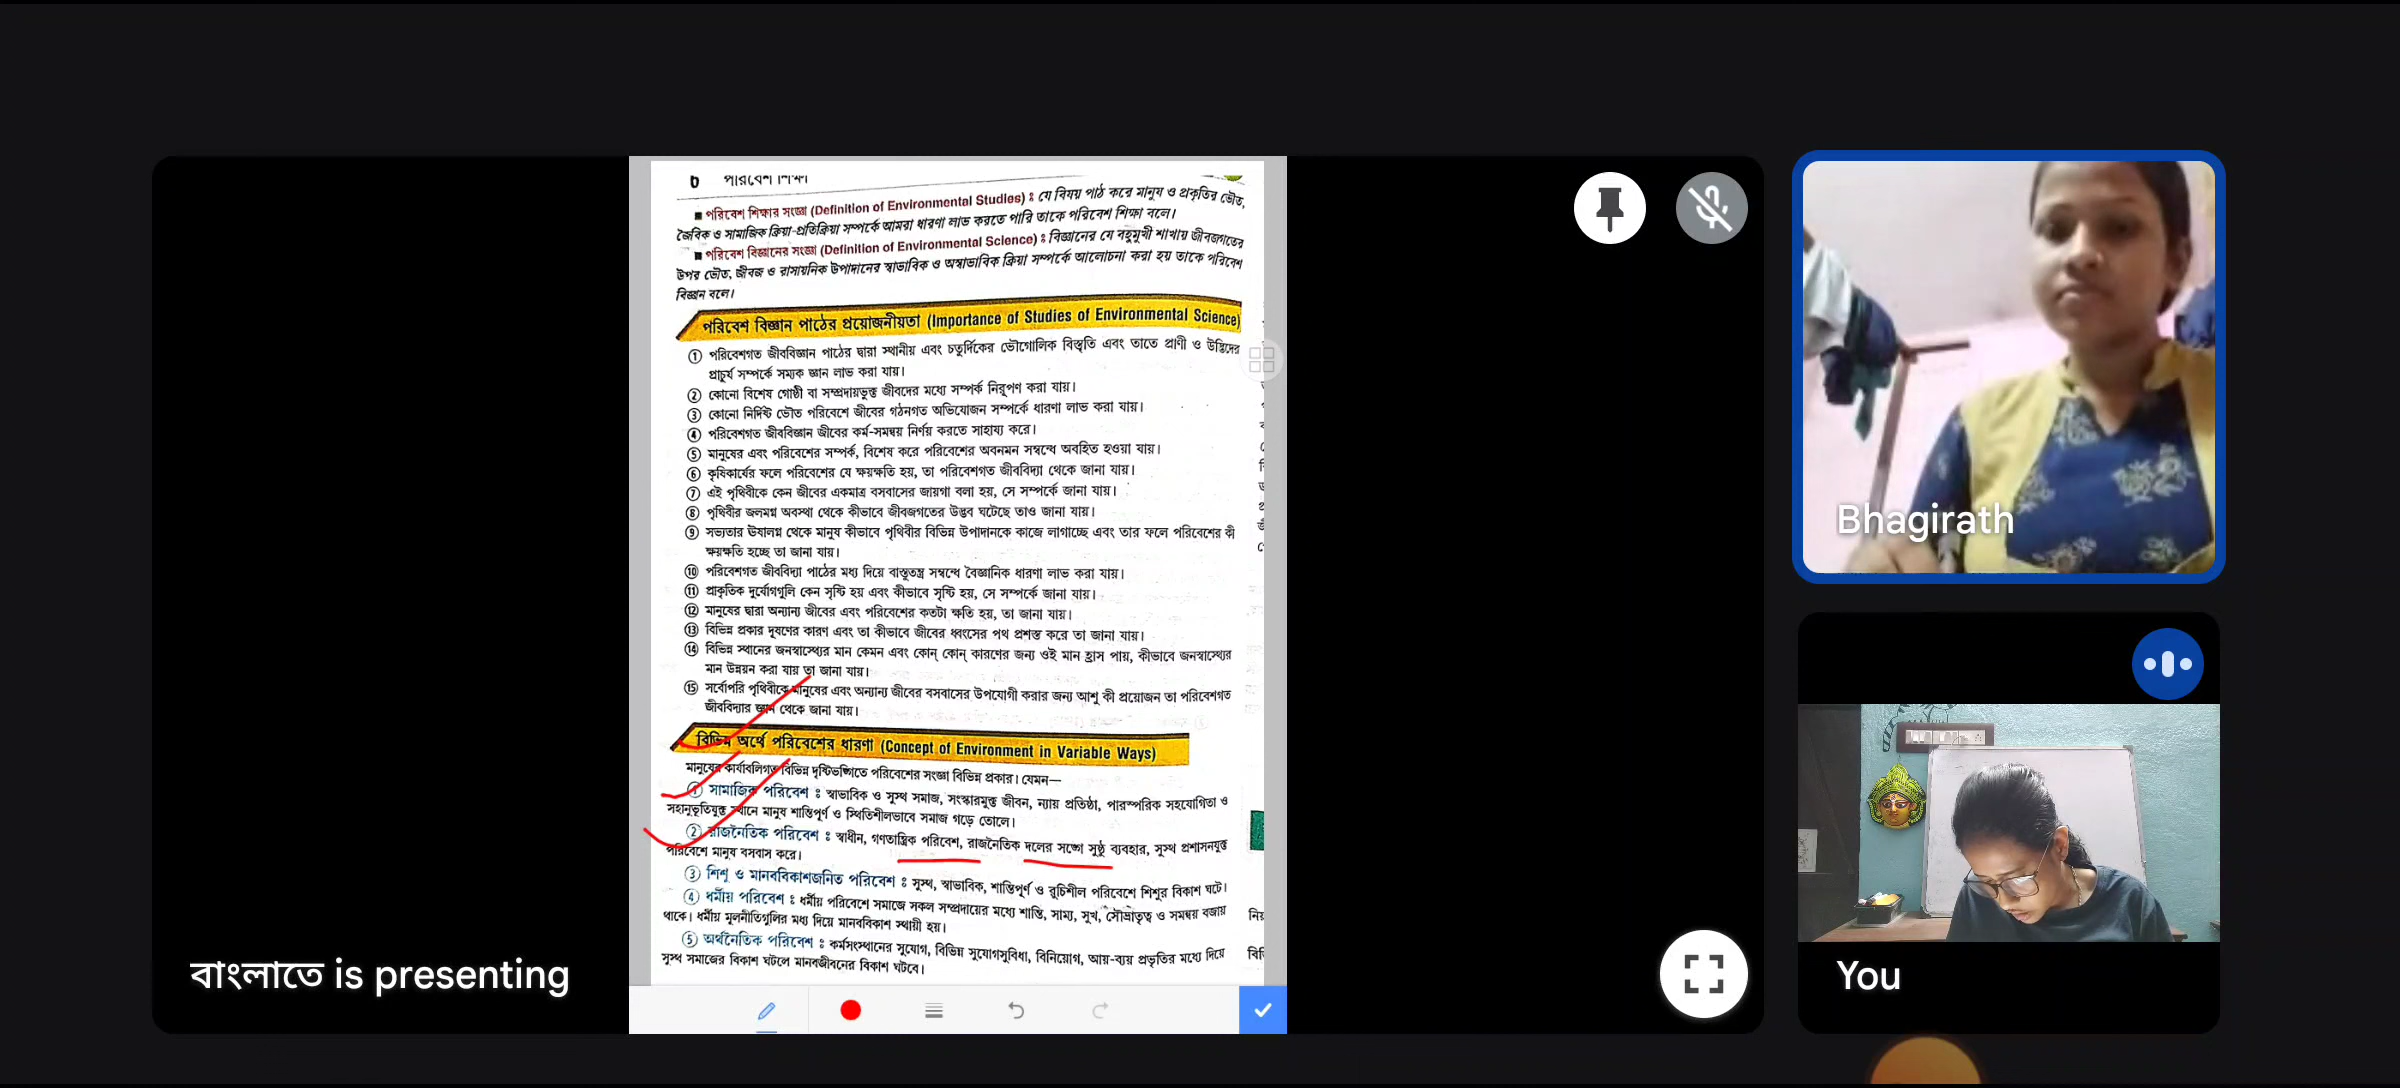 6 পরিবেশ শিক্ষা
■ পরিবেশ শিক্ষার সংজ্ঞা (Definition of Environmental Studies) : যে বিষয় পাঠ করে মানুষ ও প্রকৃতির ভৌত,
জৈবিক ও সামাজিক ক্রিয়া-প্রতিক্রিয়া সম্পর্কে আমরা ধারণা লাভ করতে পারি তাকে পরিবেশ শিক্ষা বলে।
■ পরিবেশ বিজ্ঞানের সংজ্ঞা (Definition of Environmental Science) : বিজ্ঞানের যে বহুমুখী শাখায় জীবজগতের
উপর ভৌত, জীবজ ও রাসায়নিক উপাদানের স্বাভাবিক ও অস্বাভাবিক ক্রিয়া সম্পর্কে আলোচনা করা হয় তাকে পরিবেশ
বিজ্ঞান বলে।
পরিবেশ বিজ্ঞান পাঠের প্রয়োজনীয়তা (Importance of Studies of Environmental Science)
① পরিবেশগত জীববিজ্ঞান পাঠের দ্বারা স্থানীয় এবং চতুর্দিকের ভৌগোলিক বিস্তৃতি এবং তাতে প্রাণী ও উদ্ভিদের
প্রাচুর্য সম্পর্কে সম্যক জ্ঞান লাভ করা যায়।
② কোনো বিশেষ গোষ্ঠী বা সম্প্রদায়ভুক্ত জীবদের মধ্যে সম্পর্ক নিরূপণ করা যায়।
③ কোনো নির্দিষ্ট ভৌত পরিবেশে জীবের গঠনগত অভিযোজন সম্পর্কে ধারণা লাভ করা যায়।
④ পরিবেশগত জীববিজ্ঞান জীবের কর্ম-সমন্বয় নির্ণয় করতে সাহায্য করে।
⑤ মানুষের এবং পরিবেশের সম্পর্ক, বিশেষ করে পরিবেশের অবনমন সম্বন্ধে অবহিত হওয়া যায়।
⑥ কৃষিকার্যের ফলে পরিবেশের যে ক্ষয়ক্ষতি হয়, তা পরিবেশগত জীববিদ্যা থেকে জানা যায়।
⑦ এই পৃথিবীকে কেন জীবের একমাত্র বসবাসের জায়গা বলা হয়, সে সম্পর্কে জানা যায়।
⑧ পৃথিবীর জলমগ্ন অবস্থা থেকে কীভাবে জীবজগতের উদ্ভব ঘটেছে তাও জানা যায়।
⑨ সভ্যতার ঊষালগ্ন থেকে মানুষ কীভাবে পৃথিবীর বিভিন্ন উপাদানকে কাজে লাগাচ্ছে এবং তার ফলে পরিবেশের কী
ক্ষয়ক্ষতি হচ্ছে তা জানা যায়।
⑩ পরিবেশগত জীববিদ্যা পাঠের মধ্য দিয়ে বাস্তুতন্ত্র সম্বন্ধে বৈজ্ঞানিক ধারণা লাভ করা যায়।
⑪ প্রাকৃতিক দুর্যোগগুলি কেন সৃষ্টি হয় এবং কীভাবে সৃষ্টি হয়, সে সম্পর্কে জানা যায়।
⑫ মানুষের দ্বারা অন্যান্য জীবের এবং পরিবেশের কতটা ক্ষতি হয়, তা জানা যায়।
⑬ বিভিন্ন প্রকার দূষণের কারণ এবং তা কীভাবে জীবের ধ্বংসের পথ প্রশস্ত করে তা জানা যায়।
⑭ বিভিন্ন স্থানের জনস্বাস্থ্যের মান কেমন এবং কোন্ কোন্ কারণের জন্য ওই মান হ্রাস পায়, কীভাবে জনস্বাস্থ্যের
মান উন্নয়ন করা যায় তা জানা যায়।
⑮ সর্বোপরি পৃথিবীকে মানুষের এবং অন্যান্য জীবের বসবাসের উপযোগী করার জন্য আশু কী প্রয়োজন তা পরিবেশগত
জীববিদ্যার জ্ঞান থেকে জানা যায়।
বিভিন্ন অর্থে পরিবেশের ধারণা (Concept of Environment in Variable Ways)
মানুষের কার্যাবলিগত বিভিন্ন দৃষ্টিভঙ্গিতে পরিবেশের সংজ্ঞা বিভিন্ন প্রকার। যেমন—
① সামাজিক পরিবেশ : স্বাভাবিক ও সুস্থ সমাজ, সংস্কারমুক্ত জীবন, ন্যায় প্রতিষ্ঠা, পারস্পরিক সহযোগিতা ও
সহানুভূতিযুক্ত স্থানে মানুষ শান্তিপূর্ণ ও স্থিতিশীলভাবে সমাজ গড়ে তোলে।
② রাজনৈতিক পরিবেশ : স্বাধীন, গণতান্ত্রিক পরিবেশ, রাজনৈতিক দলের সঙ্গে সুষ্ঠু ব্যবহার, সুস্থ প্রশাসনযুক্ত
পরিবেশে মানুষ বসবাস করে।
③ শিশু ও মানববিকাশজনিত পরিবেশ : সুস্থ, স্বাভাবিক, শান্তিপূর্ণ ও রুচিশীল পরিবেশে শিশুর বিকাশ ঘটে।
④ ধর্মীয় পরিবেশ : ধর্মীয় পরিবেশে সমাজে সকল সম্প্রদায়ের মধ্যে শান্তি, সাম্য, সুখ, সৌভ্রাতৃত্ব ও সমন্বয় বজায়
থাকে। ধর্মীয় মূলনীতিগুলির মধ্য দিয়ে মানববিকাশ স্থায়ী হয়।
⑤ অর্থনৈতিক পরিবেশ : কর্মসংস্থানের সুযোগ, বিভিন্ন সুযোগসুবিধা, বিনিয়োগ, আয়-ব্যয় প্রভৃতির মধ্যে দিয়ে
সুস্থ সমাজের বিকাশ ঘটলে মানবজীবনের বিকাশ ঘটবে।
বাংলাতে is presenting
Bhagirath
You